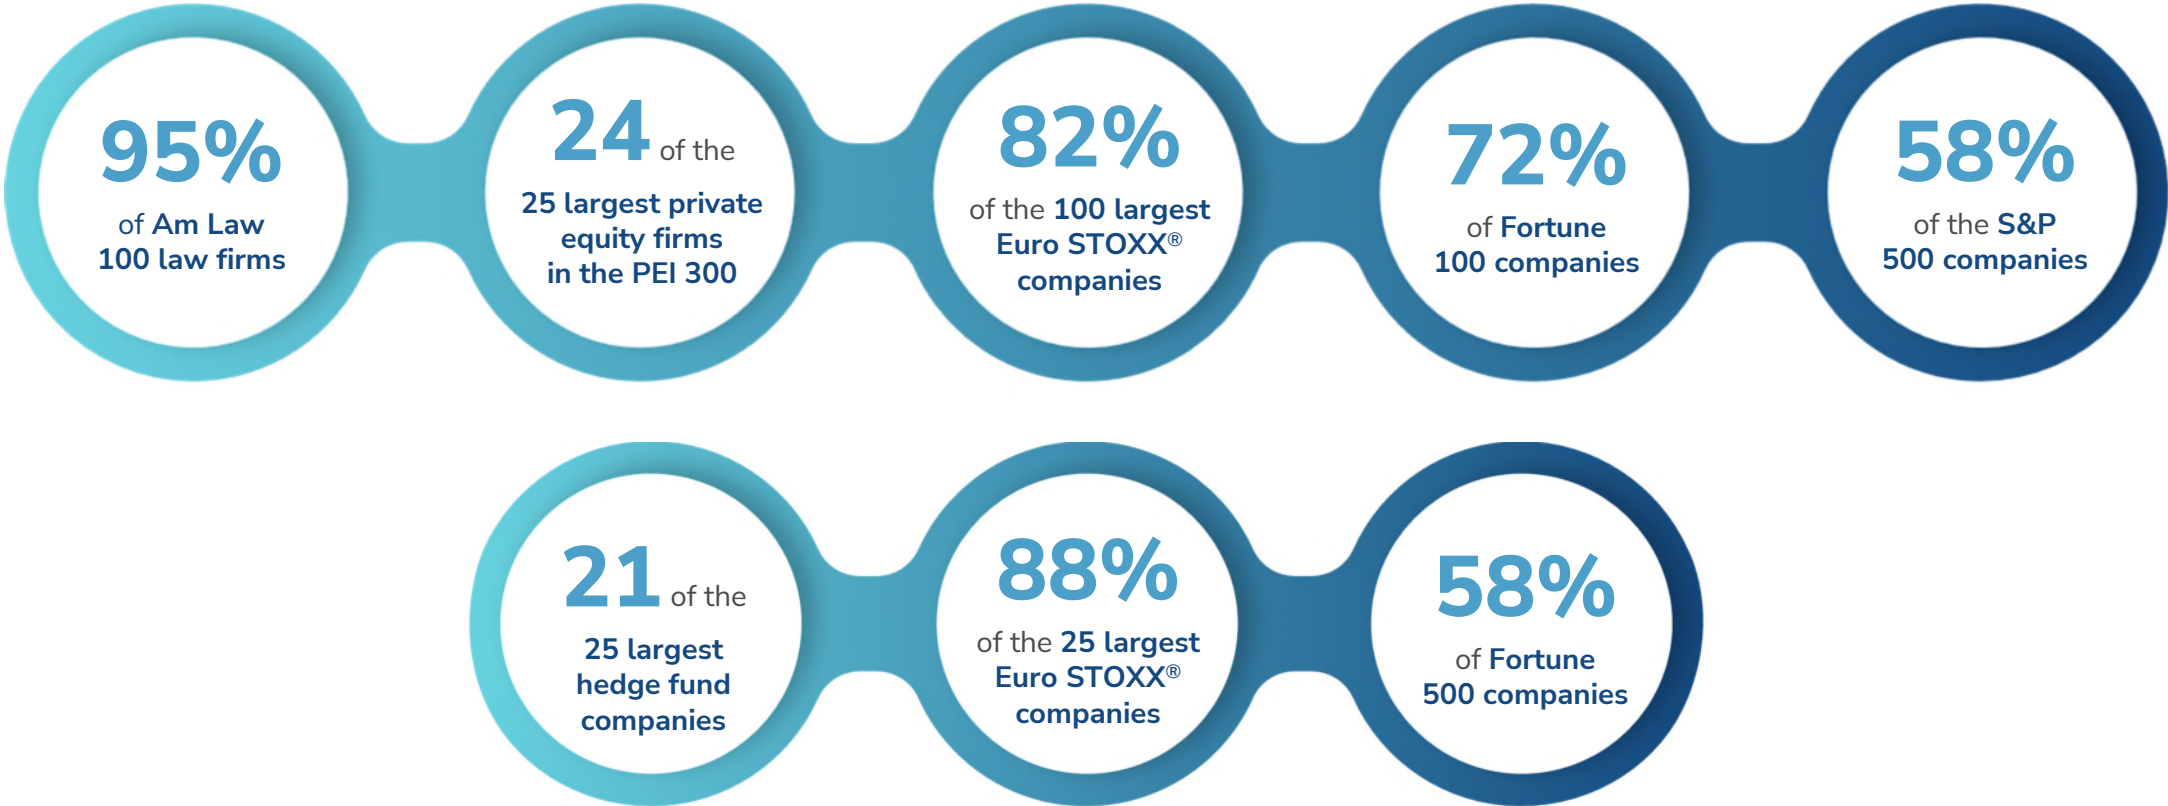 95%
of Am Law
100 law firms
24 of the
25 largest private
equity firms
in the PEI 300
82%
of the 100 largest
Euro STOXX®
companies
72%
of Fortune
100 companies
58%
of the S&P
500 companies
21 of the
25 largest
hedge fund
companies
88%
of the 25 largest
Euro STOXX®
companies
58%
of Fortune
500 companies